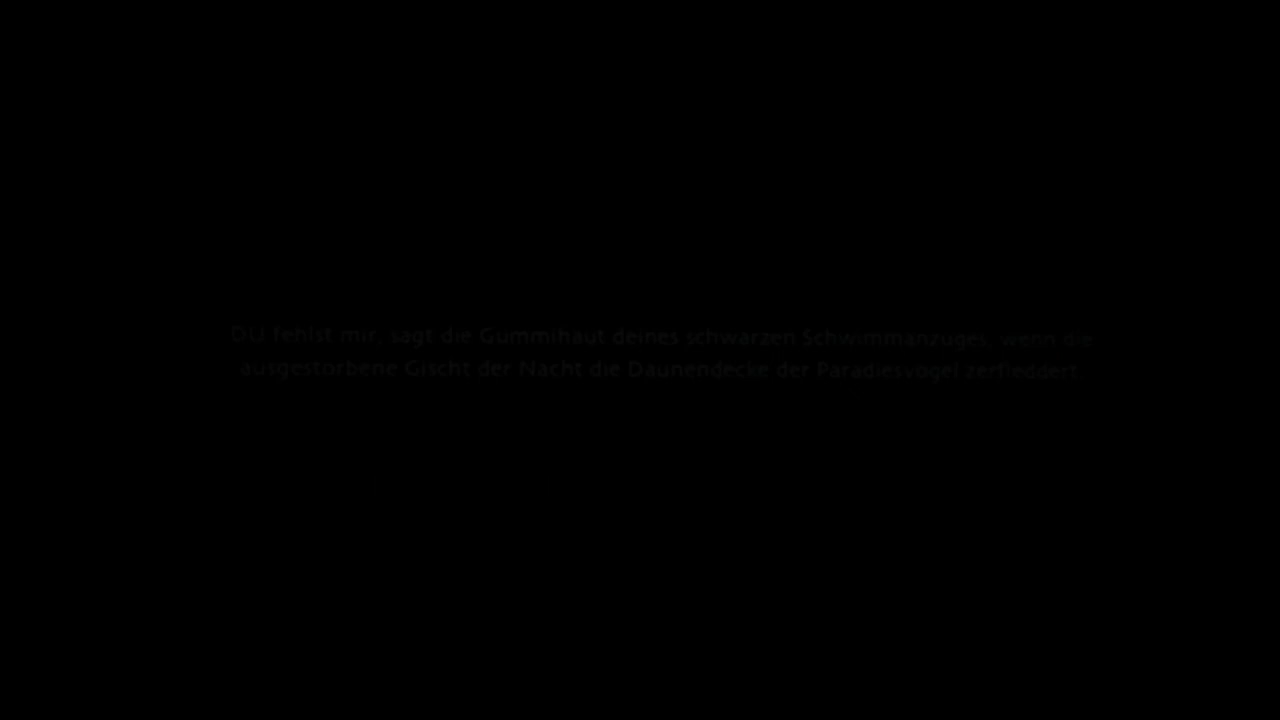 DU fehlst mir, sagt die Gummihaut deines schwarzen Schwimmanzuges, wenn die
ausgestorbene Gischt der Nacht die Daunendecke der Paradiesvögel zerfleddert.